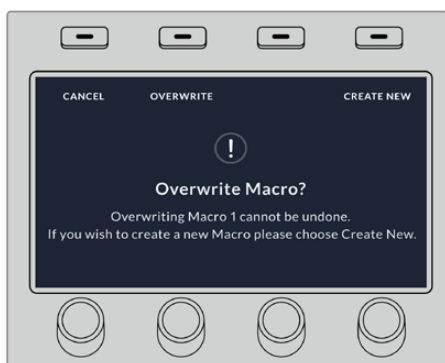 CANCEL OVERWRITE CREATE NEW
!
Overwrite Macro?
Overwriting Macro 1 cannot be undone.
If you wish to create a new Macro please choose Create New.